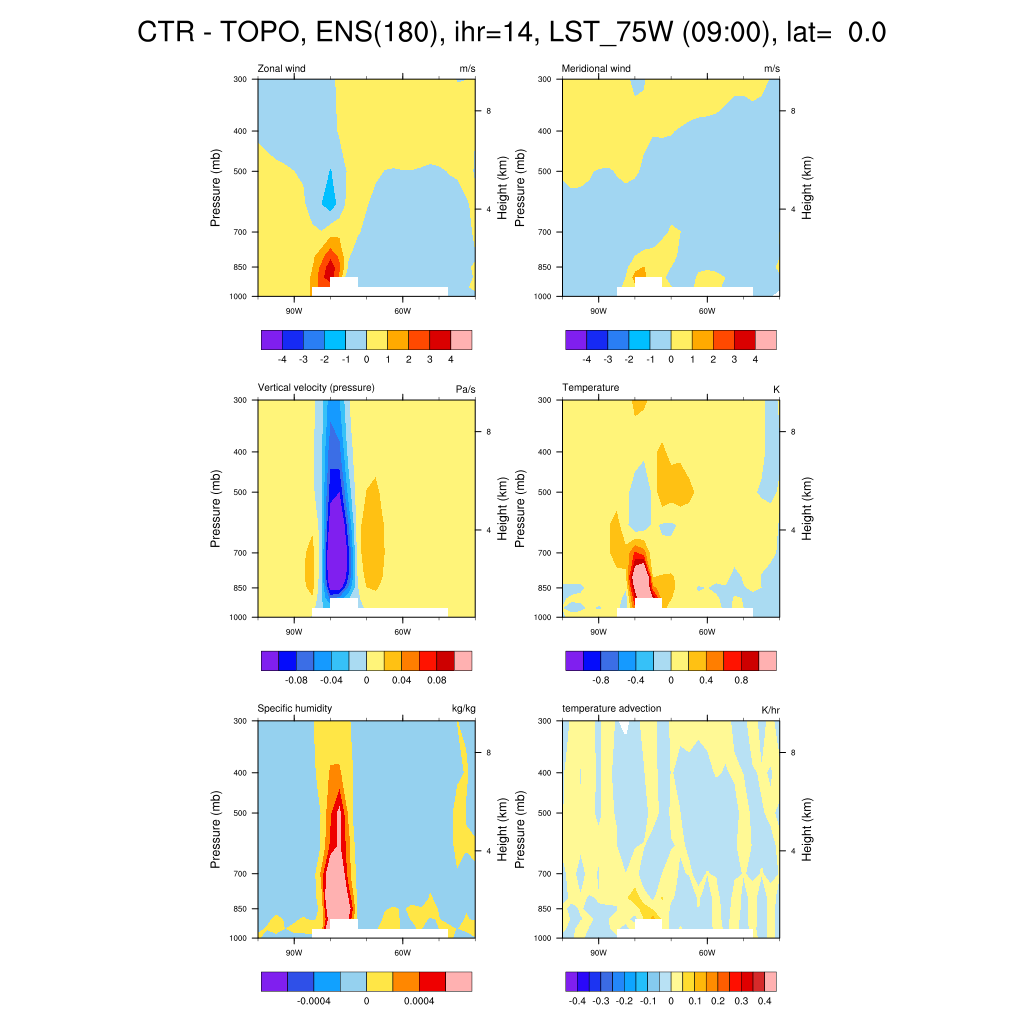 CTR - TOPO, ENS(180), ihr=14, LST_75W (09:00), lat= 0.0
Zonal wind m/s
Pressure (mb)
300
400
500
700
850
1000
90W 60W
8
4
Height (km)
-4 -3 -2 -1 0 1 2 3 4
Meridional wind m/s
Pressure (mb)
300
400
500
700
850
1000
90W 60W
8
4
Height (km)
-4 -3 -2 -1 0 1 2 3 4
Vertical velocity (pressure) Pa/s
Pressure (mb)
300
400
500
700
850
1000
90W 60W
8
4
Height (km)
-0.08 -0.04 0 0.04 0.08
Temperature K
Pressure (mb)
300
400
500
700
850
1000
90W 60W
8
4
Height (km)
-0.8 -0.4 0 0.4 0.8
Specific humidity kg/kg
Pressure (mb)
300
400
500
700
850
1000
90W 60W
8
4
Height (km)
-0.0004 0 0.0004
temperature advection K/hr
Pressure (mb)
300
400
500
700
850
1000
90W 60W
8
4
Height (km)
-0.4 -0.3 -0.2 -0.1 0 0.1 0.2 0.3 0.4